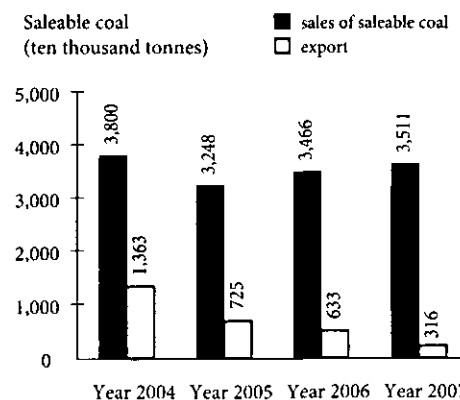 Saleable coal
(ten thousand tonnes)
sales of saleable coal
export
5,000
4,000
3,000
2,000
1,000
0
3,800
1,363
3,248
725
3,466
633
3,511
316
Year 2004 Year 2005 Year 2006 Year 2007